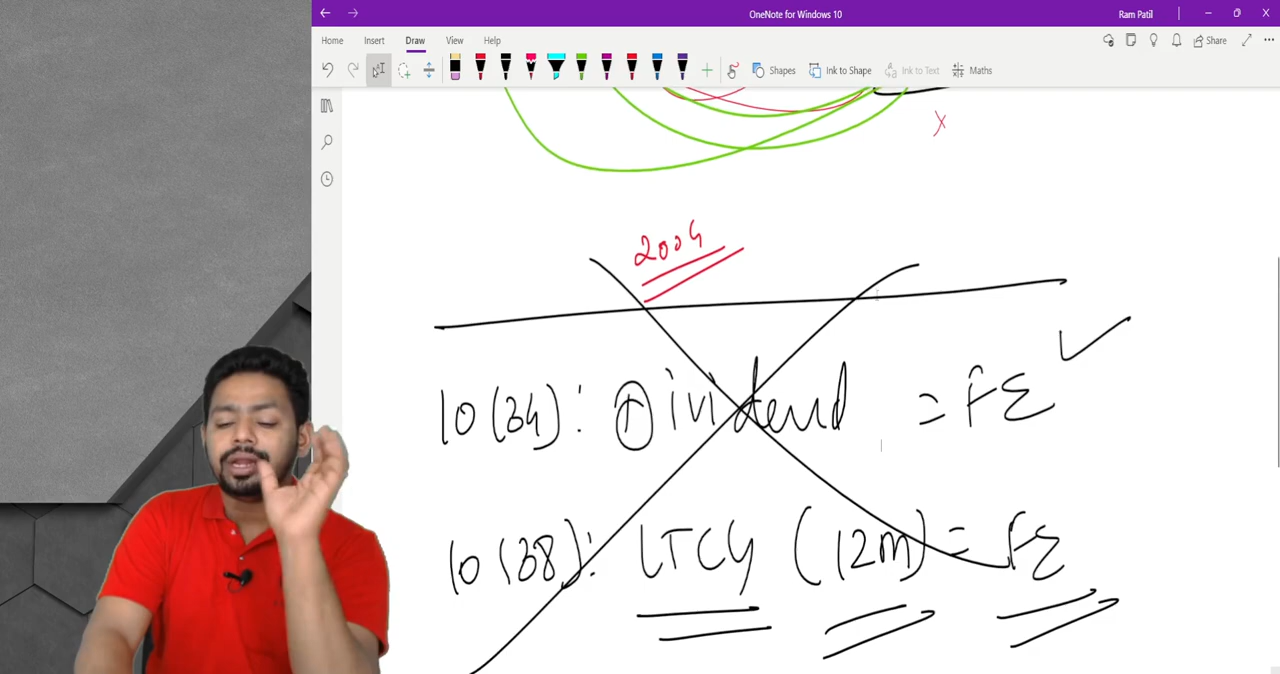 OneNote for Windows 10
Ram Patil
Home Insert Draw View Help
Share
Shapes Ink to Shape Ink to Text Maths
X
2004
10(34): Dividend = FE
10(38): LTCG (12m) = FE